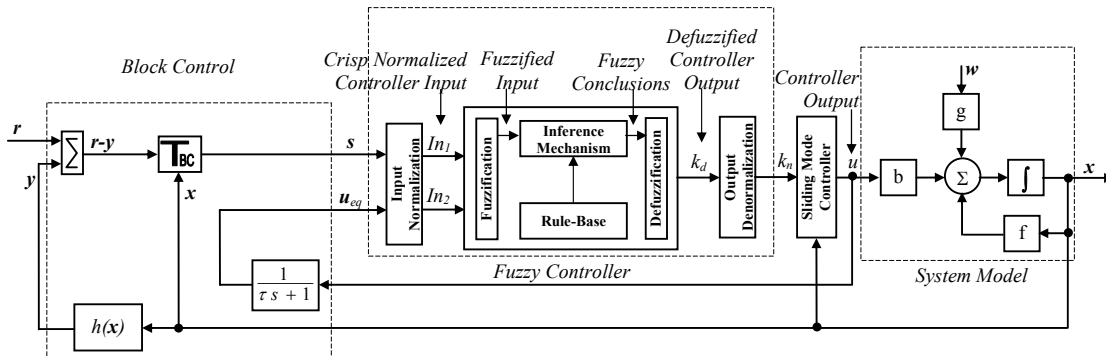 Block Control
Crisp Normalized
Controller Input
Fuzzified
Input
Fuzzy
Conclusions
Defuzzified
Controller
Output
Controller
Output
w
g
r
Σ
r-y
T_BC
s
y
x
u_eq
Input
Normalization
In_1
In_2
Fuzzification
Inference
Mechanism
Rule-Base
Defuzzification
k_d
Output
Denormalization
k_n
Sliding Mode
Controller
u
b
Σ
∫
x
f
System Model
Fuzzy Controller
1
τ s + 1
h(x)